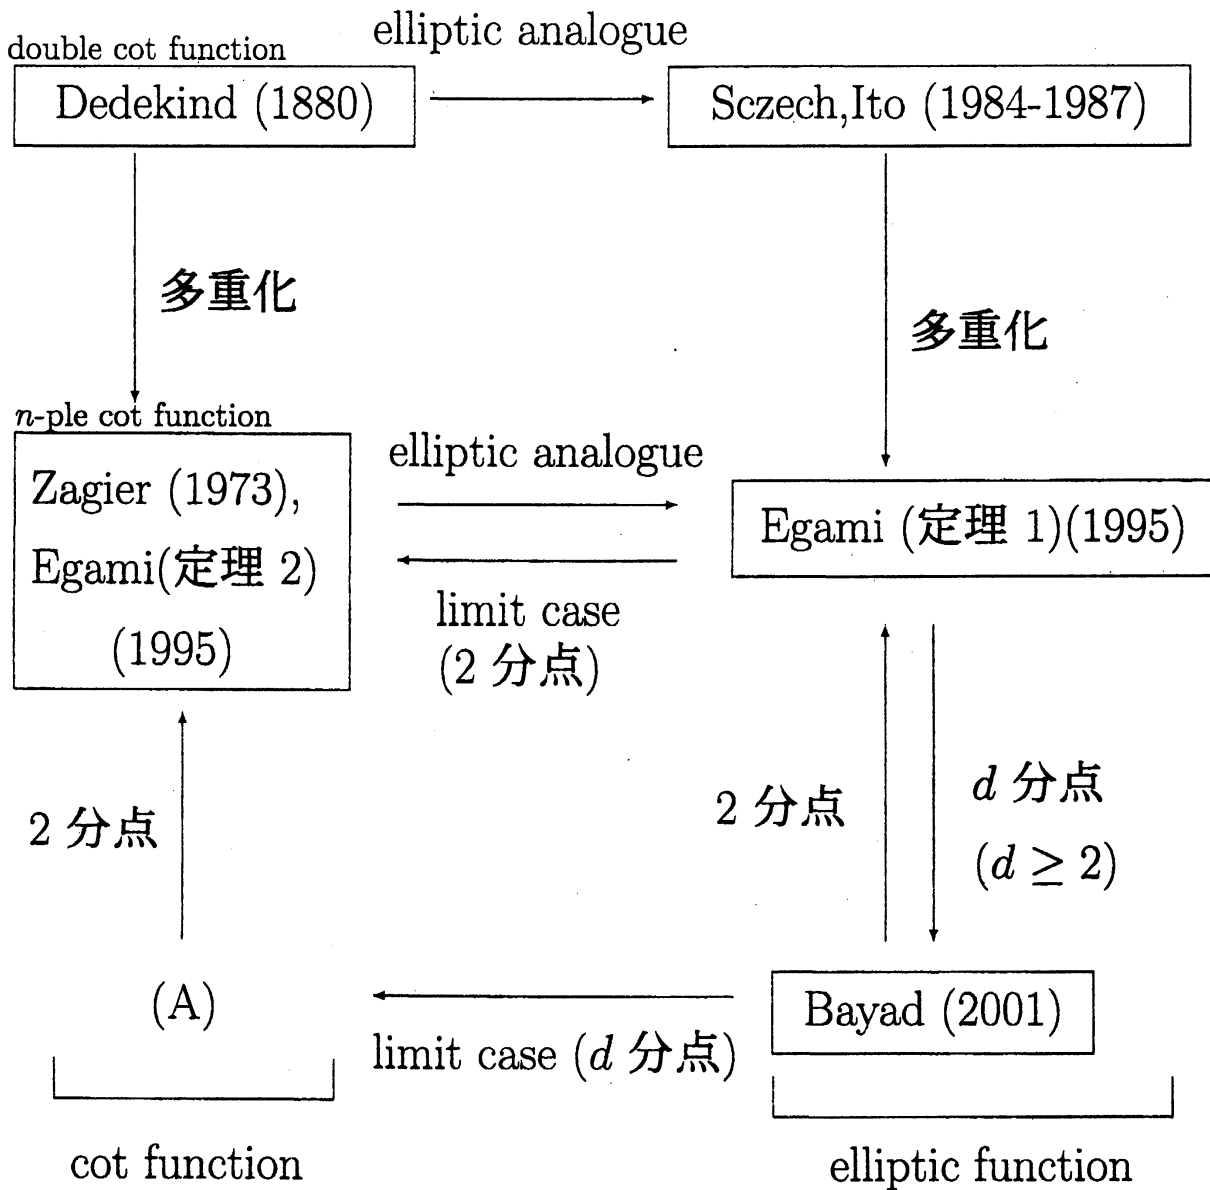 double cot function
elliptic analogue
Dedekind (1880)
Sczech,Ito (1984-1987)
多重化
多重化
n-ple cot function
Zagier (1973),
Egami(定理 2)
(1995)
elliptic analogue
limit case
(2 分点)
Egami (定理 1)(1995)
2 分点
2 分点
d 分点
(d ≥ 2)
(A)
limit case (d 分点)
Bayad (2001)
cot function
elliptic function